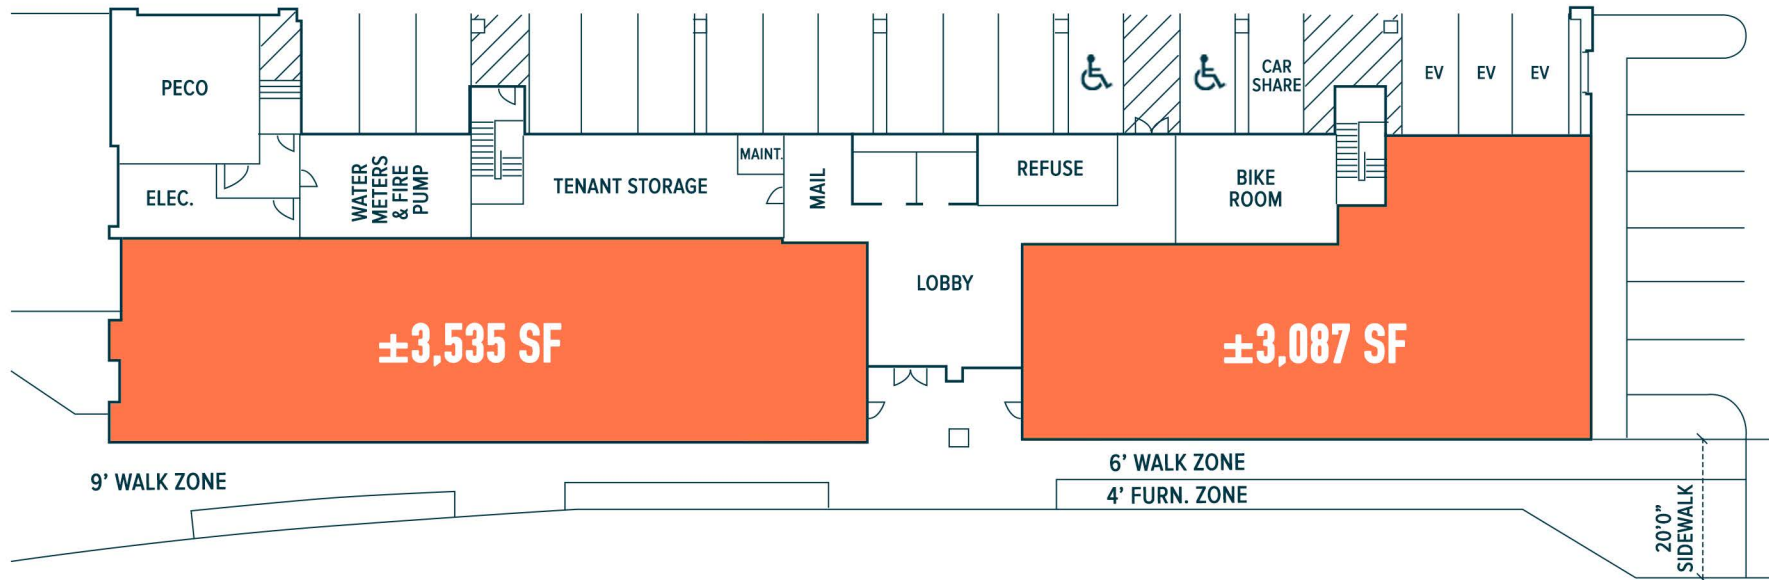 PECO
ELEC.
WATER
METERS
& FIRE
PUMP
TENANT STORAGE
MAINT.
MAIL
REFUSE
BIKE
ROOM
CAR
SHARE
EV
EV
EV
LOBBY
±3,535 SF
±3,087 SF
9’ WALK ZONE
6’ WALK ZONE
4’ FURN. ZONE
20’0”
SIDEWALK